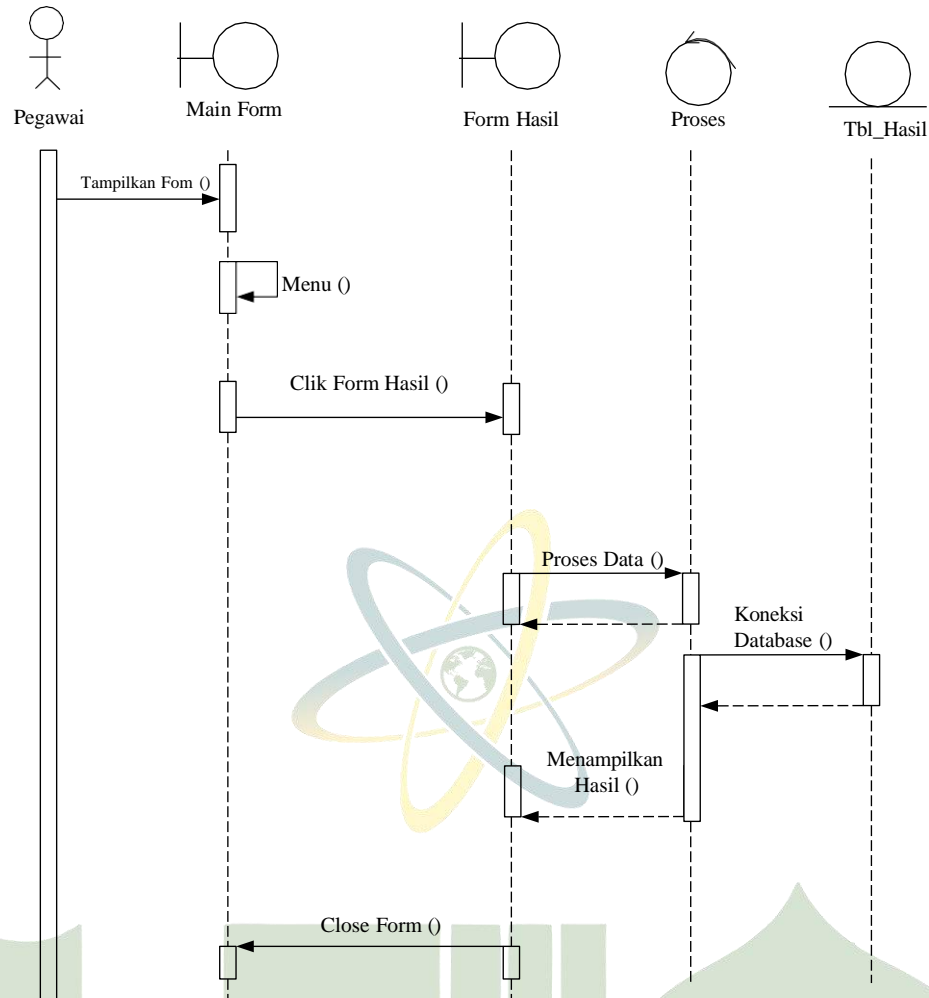 Pegawai
Main Form
Form Hasil
Proses
Tbl_Hasil
Tampilkan Fom ()
Menu ()
Clik Form Hasil ()
Proses Data ()
Koneksi
Database ()
Menampilkan
Hasil ()
Close Form ()